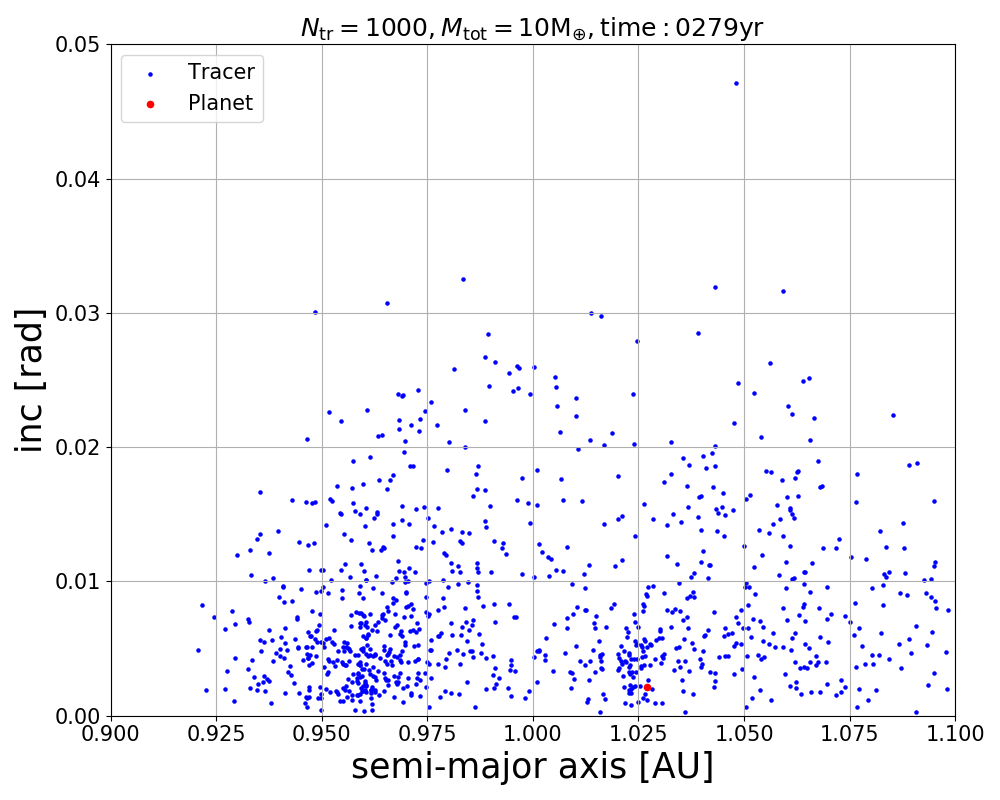 N_tr = 1000, M_tot = 10M_⊕, time : 0279yr
0.05
Tracer
Planet
0.04
0.03
0.02
0.01
0.00
inc [rad]
0.900 0.925 0.950 0.975 1.000 1.025 1.050 1.075 1.100
semi-major axis [AU]